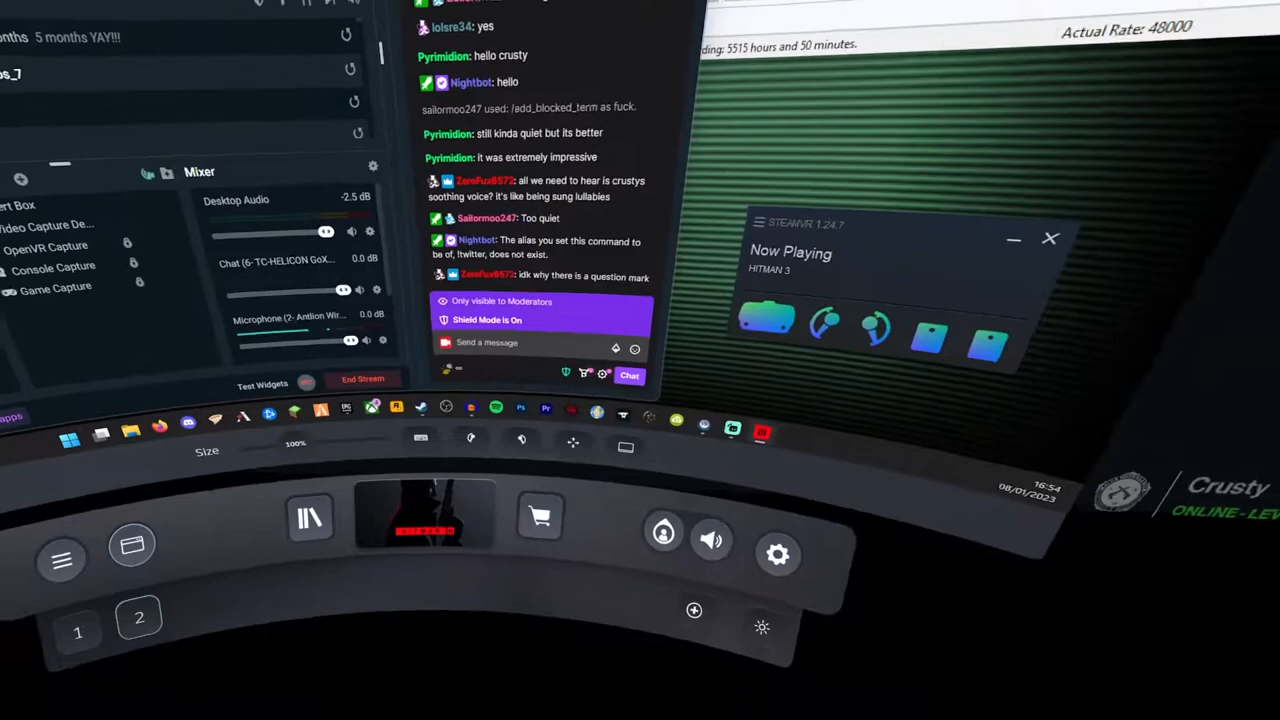 nths 5 months YAY!!!
os_7
Mixer
Desktop Audio
-2.5 dB
Chat (6- TC-HELICON GoX...
0.0 dB
Microphone (2- Antlion Wir...
0.0 dB
ert Box
Video Capture De...
OpenVR Capture
Console Capture
Game Capture
Test Widgets
End Stream
apps
lolsre34: yes
Pyrimidion: hello crusty
Nightbot: hello
sailormoo247 used: /add_blocked_term as fuck.
Pyrimidion: still kinda quiet but its better
Pyrimidion: it was extremely impressive
ZeroFux6572: all we need to hear is crustys
soothing voice? it's like being sung lullabies
Sailormoo247: Too quiet
Nightbot: The alias you set this command to
be of, !twitter, does not exist.
ZeroFux6572: idk why there is a question mark
Only visible to Moderators
Shield Mode is On
Send a message
Chat
ding: 5515 hours and 50 minutes.
Actual Rate: 48000
STEAMVR 1.24.7
Now Playing
HITMAN 3
Size
100%
16:54
08/01/2023
Crusty
ONLINE-LEV
HITMAN
1
2